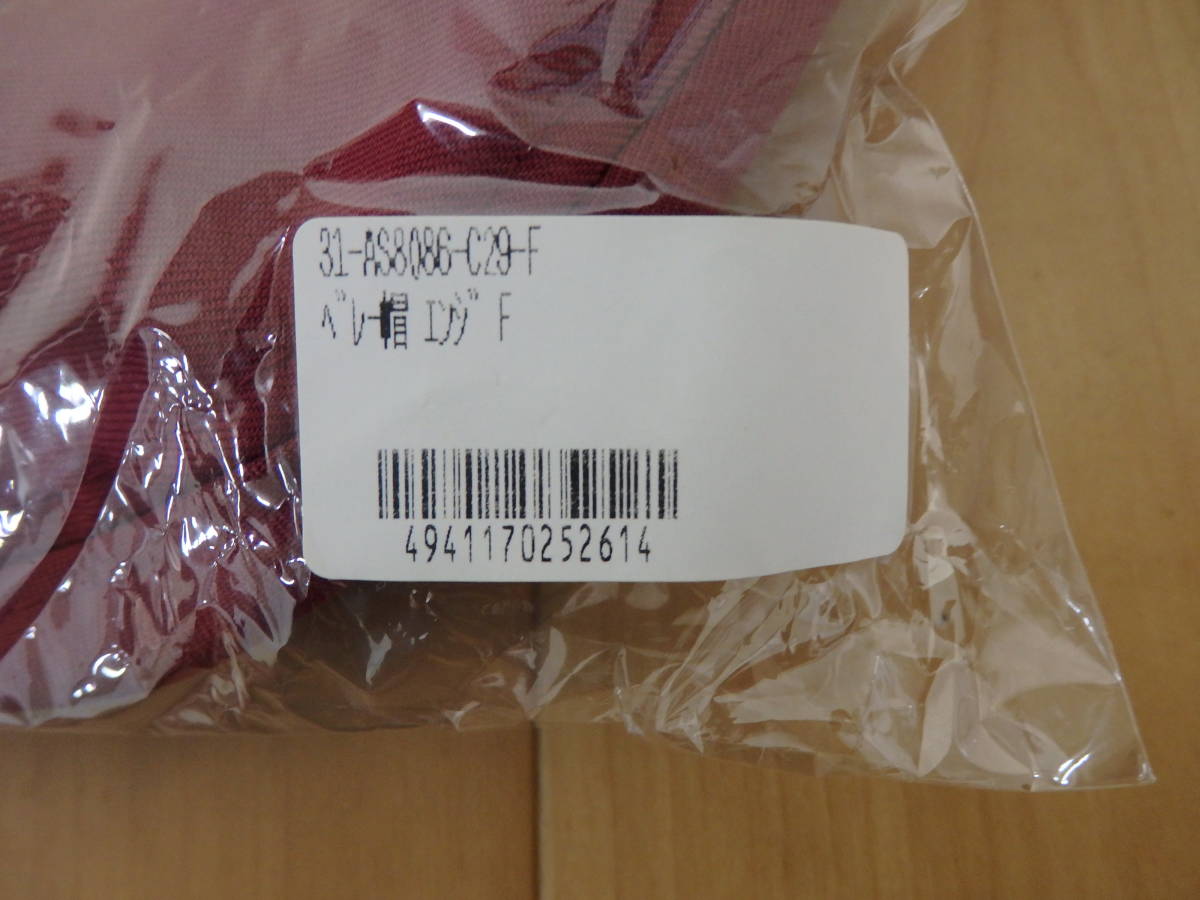 31-AS8086-C29-F
ﾍﾞﾚｰ帽 ｴﾝｼﾞ F
4941170252614